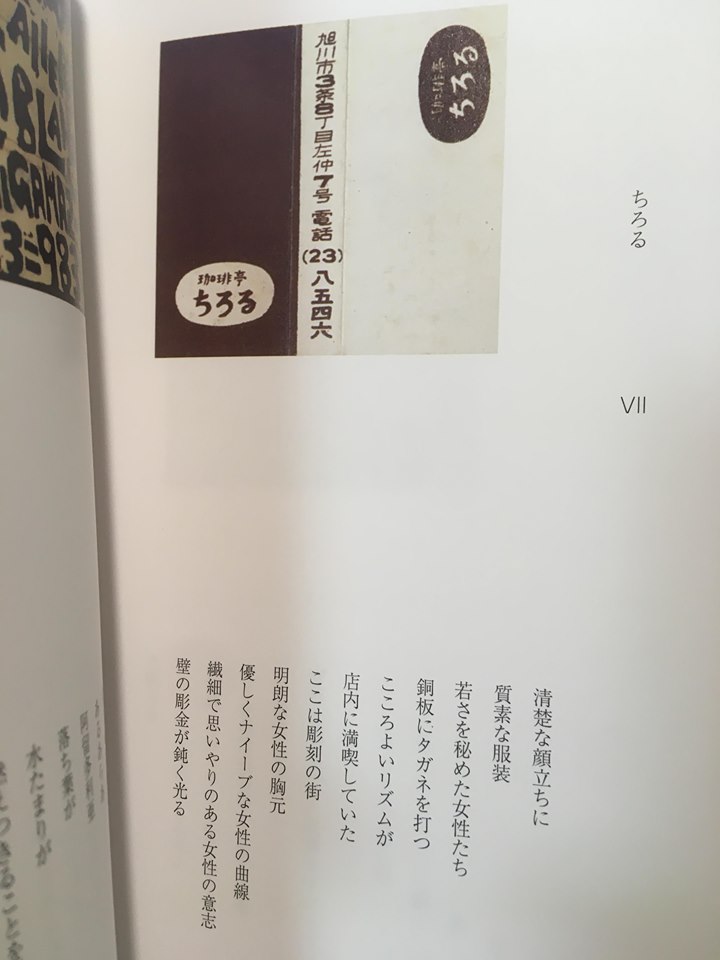 ちろる
VII
珈琲亭
ちろる
旭川市3条8丁目左仲7号 電話(23)八五四六
珈琲亭
ちろる
清楚な顔立ちに
質素な服装
若さを秘めた女性たち
銅板にタガネを打つ
こころよいリズムが
店内に満喫していた
ここは彫刻の街
明朗な女性の胸元
優しくナイーブな女性の曲線
繊細で思いやりのある女性の意志
壁の彫金が鈍く光る
落ち葉が
水たまりが